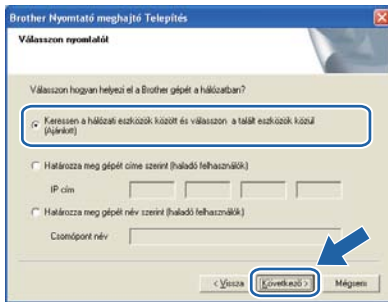 Brother Nyomtató meghajtó Telepítés
Válasszon nyomtatót
Válasszon hogyan helyezi el a Brother gépét a hálózatban?
Keressen a hálózati eszközök között és válasszon a talált eszközök közül
(Ajánlott)
Határozza meg gépét címe szerint (haladó felhasználók)
IP cím
Határozza meg gépét név szerint (haladó felhasználók)
Csomópont név
< Vissza Következő > Mégsem